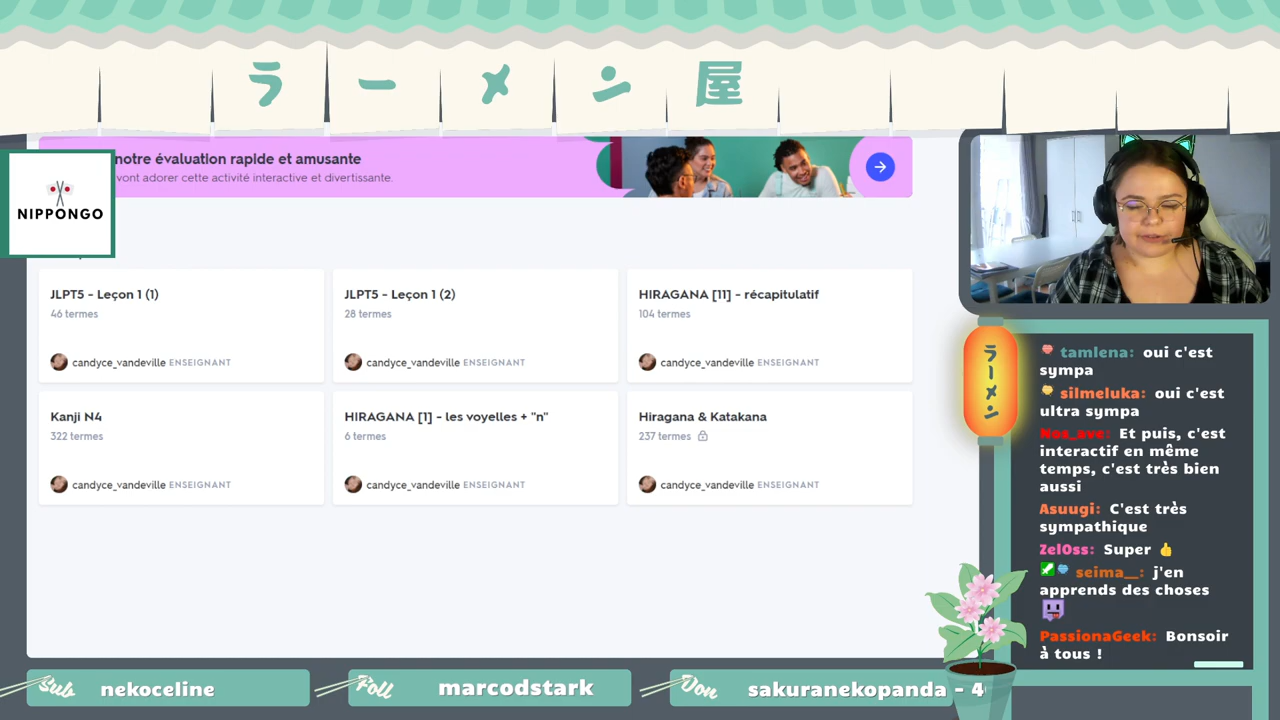 ラーメン屋
notre évaluation rapide et amusante
vont adorer cette activité interactive et divertissante.
NIPPONGO
JLPT5 - Leçon 1 (1)
46 termes
candyce_vandeville ENSEIGNANT
JLPT5 - Leçon 1 (2)
28 termes
candyce_vandeville ENSEIGNANT
HIRAGANA [11] - récapitulatif
104 termes
candyce_vandeville ENSEIGNANT
Kanji N4
322 termes
candyce_vandeville ENSEIGNANT
HIRAGANA [1] - les voyelles + "n"
6 termes
candyce_vandeville ENSEIGNANT
Hiragana & Katakana
237 termes
candyce_vandeville ENSEIGNANT
ラーメン
tamlena: oui c'est
sympa
silmeluka: oui c'est
ultra sympa
Nos_ave: Et puis, c'est
interactif en même
temps, c'est très bien
aussi
Asuugi: C'est très
sympathique
ZelOss: Super 👍
seima__: j'en
apprends des choses
PassionaGeek: Bonsoir
à tous !
Sub nekoceline
Foll marcodstark
Don sakuranekopanda - 4